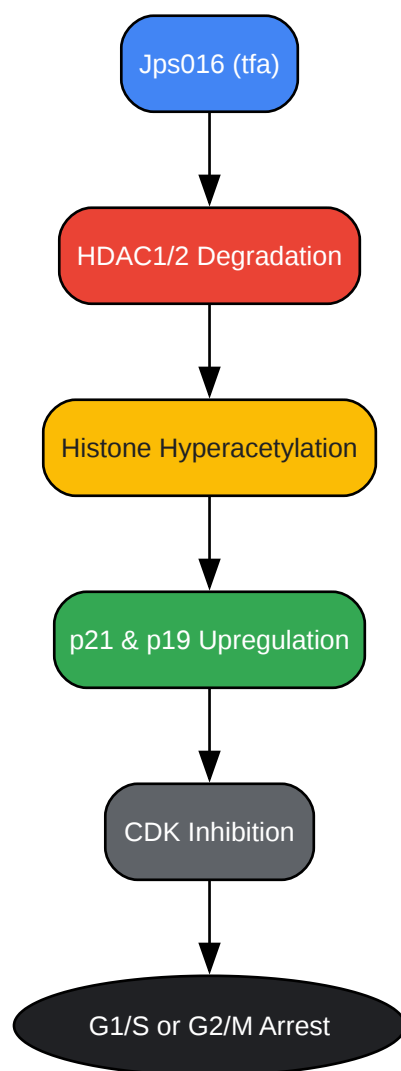 Jps016 (tfa)
HDAC1/2 Degradation
Histone Hyperacetylation
p21 & p19 Upregulation
CDK Inhibition
G1/S or G2/M Arrest